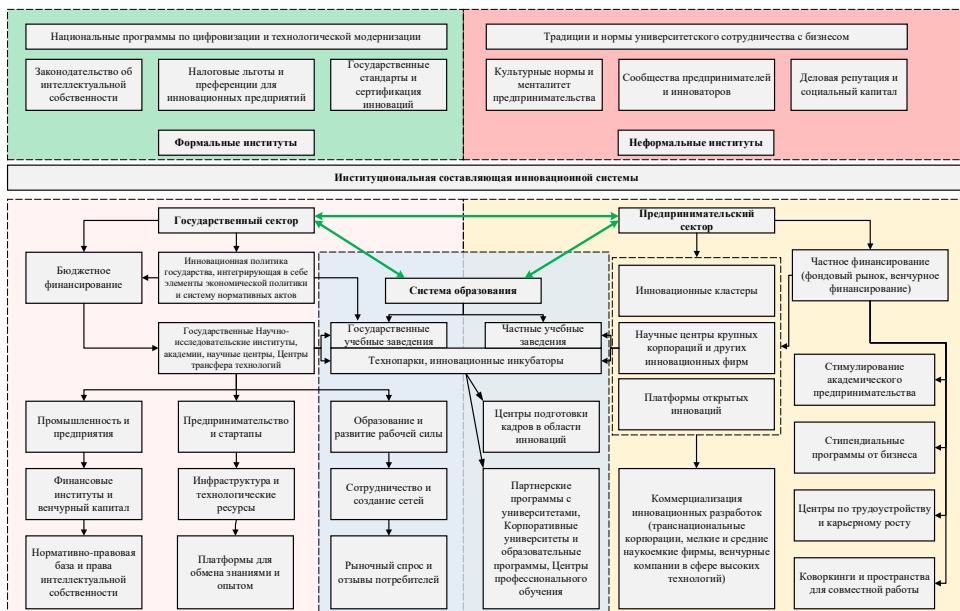 Национальные программы по цифровизации и технологической модернизации
Законодательство об
интеллектуальной
собственности
Налоговые льготы и
преференции для
инновационных предприятий
Государственные
стандарты и
сертификация
инноваций
Формальные институты
Традиции и нормы университетского сотрудничества с бизнесом
Культурные нормы и
менталитет
предпринимательства
Сообщества предпринимателей
и инноваторов
Деловая репутация и
социальный капитал
Неформальные институты
Институциональная составляющая инновационной системы
Государственный сектор
Предпринимательский
сектор
Бюджетное
финансирование
Инновационная политика
государства, интегрирующая в себе
элементы экономической политики
и систему нормативных актов
Система образования
Инновационные кластеры
Частное финансирование
(фондовый рынок, венчурное
финансирование)
Государственные Научно-
исследовательские институты,
академии, научные центры, Центры
трансфера технологий
Государственные
учебные заведения
Частные учебные
заведения
Технопарки, инновационные инкубаторы
Научные центры крупных
корпораций и других
инновационных фирм
Платформы открытых
инноваций
Стимулирование
академического
предпринимательства
Промышленность и
предприятия
Предпринимательство
и стартапы
Образование и
развитие рабочей силы
Центры подготовки
кадров в области
инноваций
Стипендиальные
программы от бизнеса
Финансовые
институты и
венчурный капитал
Инфраструктура и
технологические
ресурсы
Сотрудничество и
создание сетей
Партнерские
программы с
университетами,
Корпоративные
университеты и
образовательные
программы, Центры
профессионального
обучения
Коммерциализация
инновационных разработок
(транснациональные
корпорации, мелкие и средние
наукоемкие фирмы, венчурные
компании в сфере высоких
технологий)
Центры по трудоустройству
и карьерному росту
Нормативно-правовая
база и права
интеллектуальной
собственности
Платформы для
обмена знаниями и
опытом
Рыночный спрос и
отзывы потребителей
Коворкинги и пространства
для совместной работы